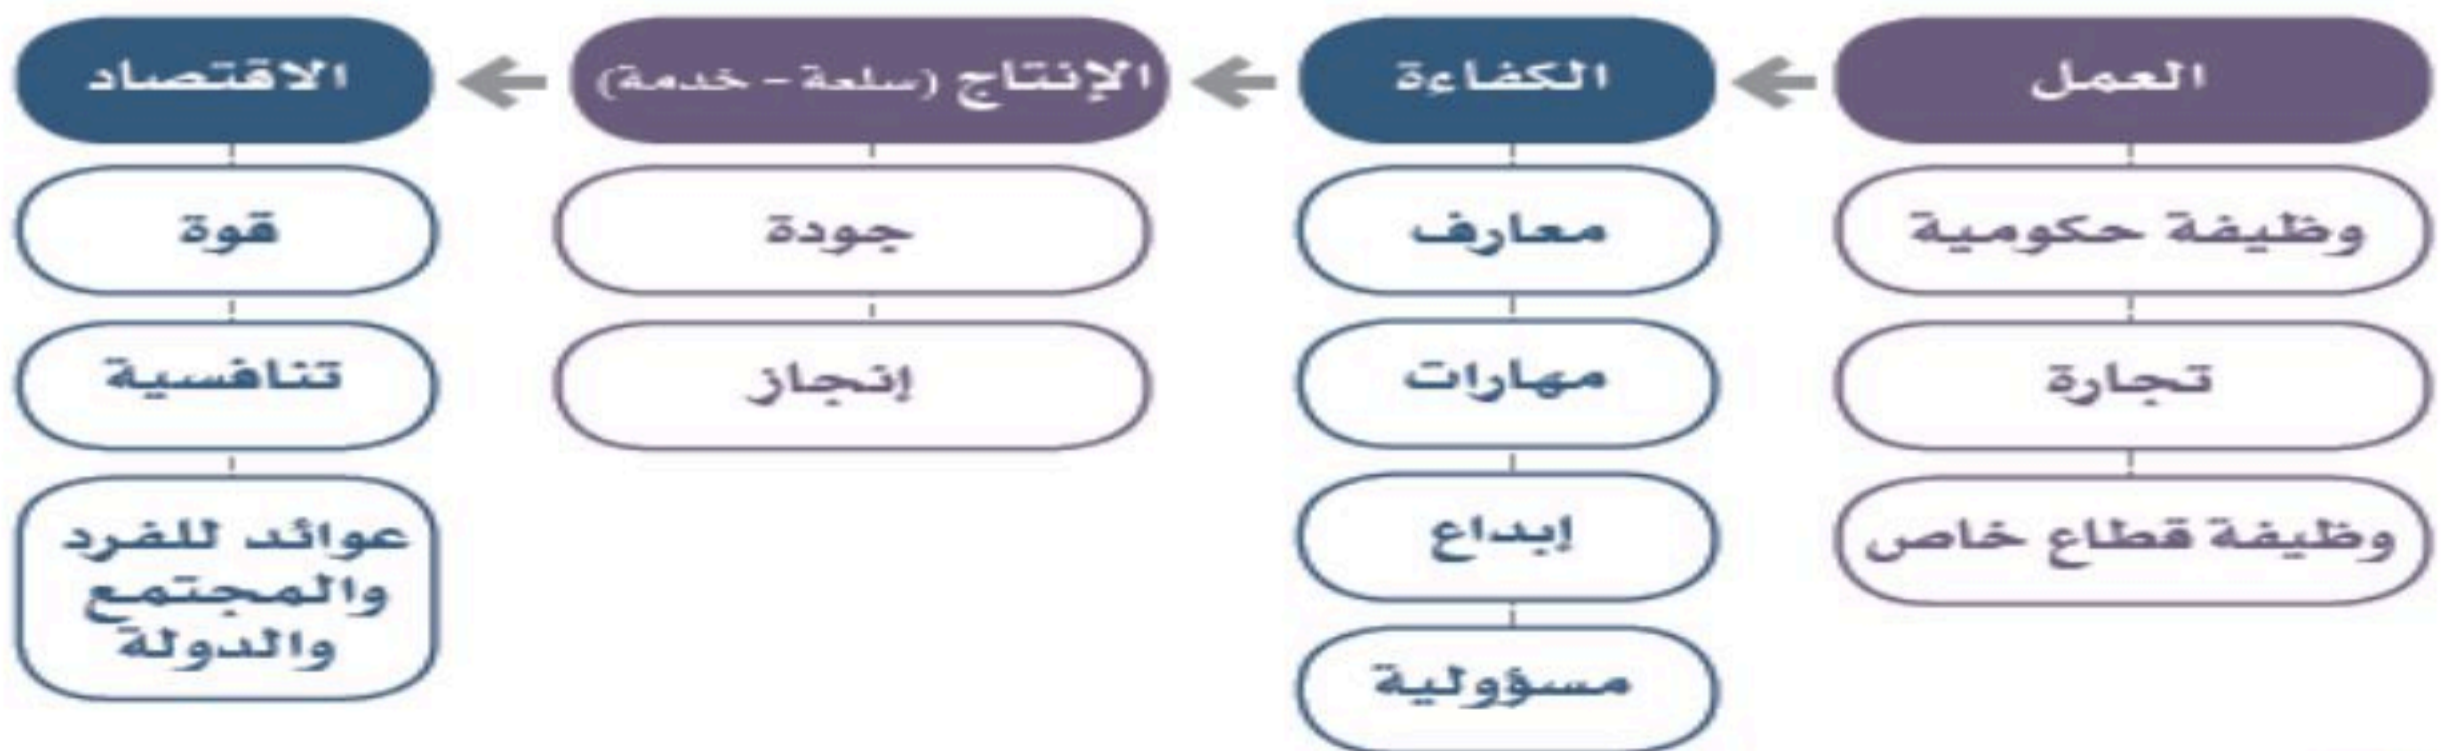 العمل
وظيفة حكومية
تجارة
وظيفة قطاع خاص
الكفاءة
معارف
مهارات
إبداع
مسؤولية
الإنتاج (سلعة - خدمة)
جودة
إنجاز
الاقتصاد
قوة
تنافسية
عوائد للفرد
والمجتمع
والدولة